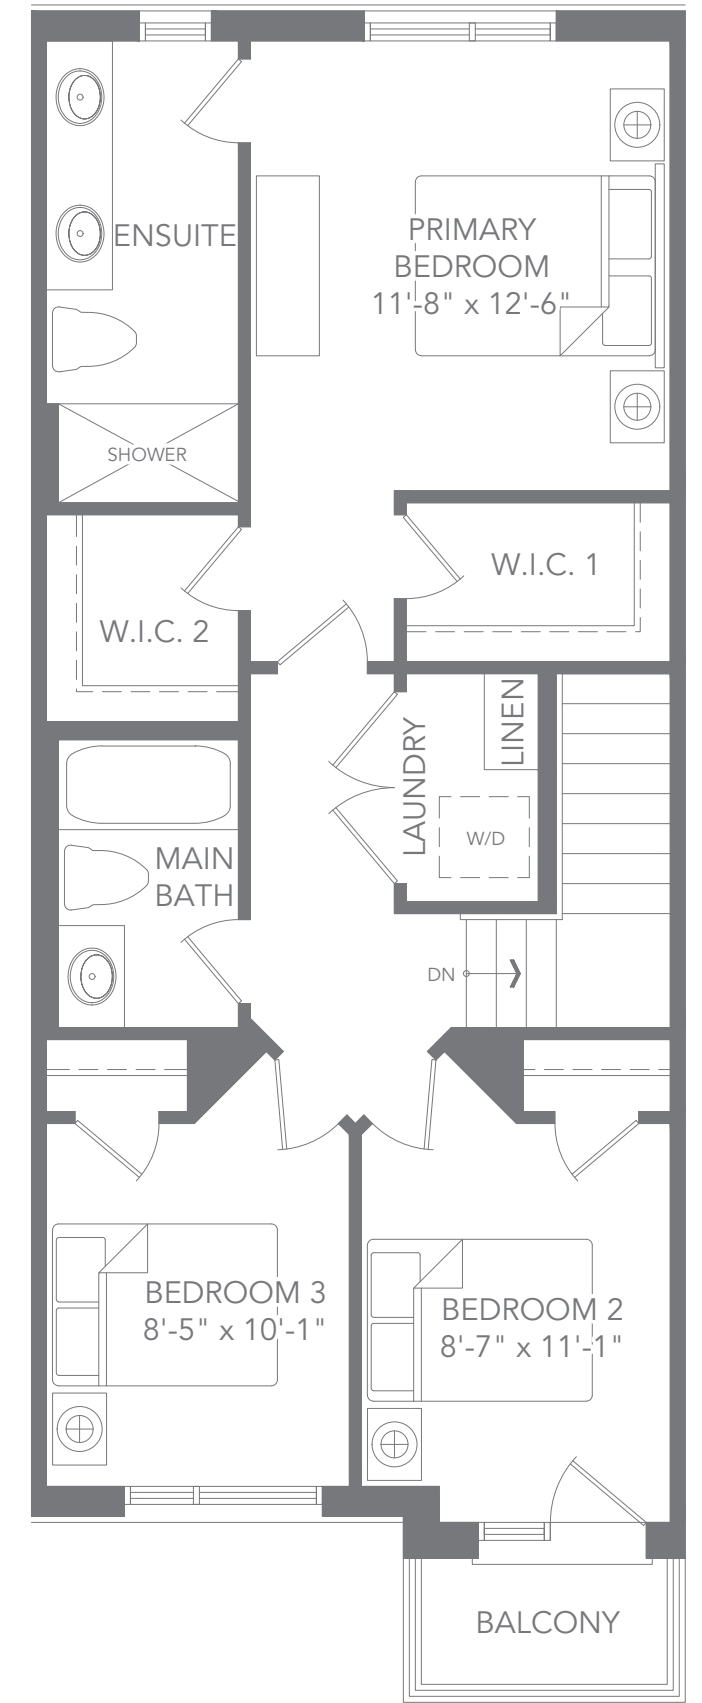 ENSUITE
PRIMARY
BEDROOM
11'-8" x 12'-6"
SHOWER
W.I.C. 1
W.I.C. 2
LINEN
LAUNDRY
W/D
MAIN
BATH
DN
BEDROOM 3
8'-5" x 10'-1"
BEDROOM 2
8'-7" x 11'-1"
BALCONY